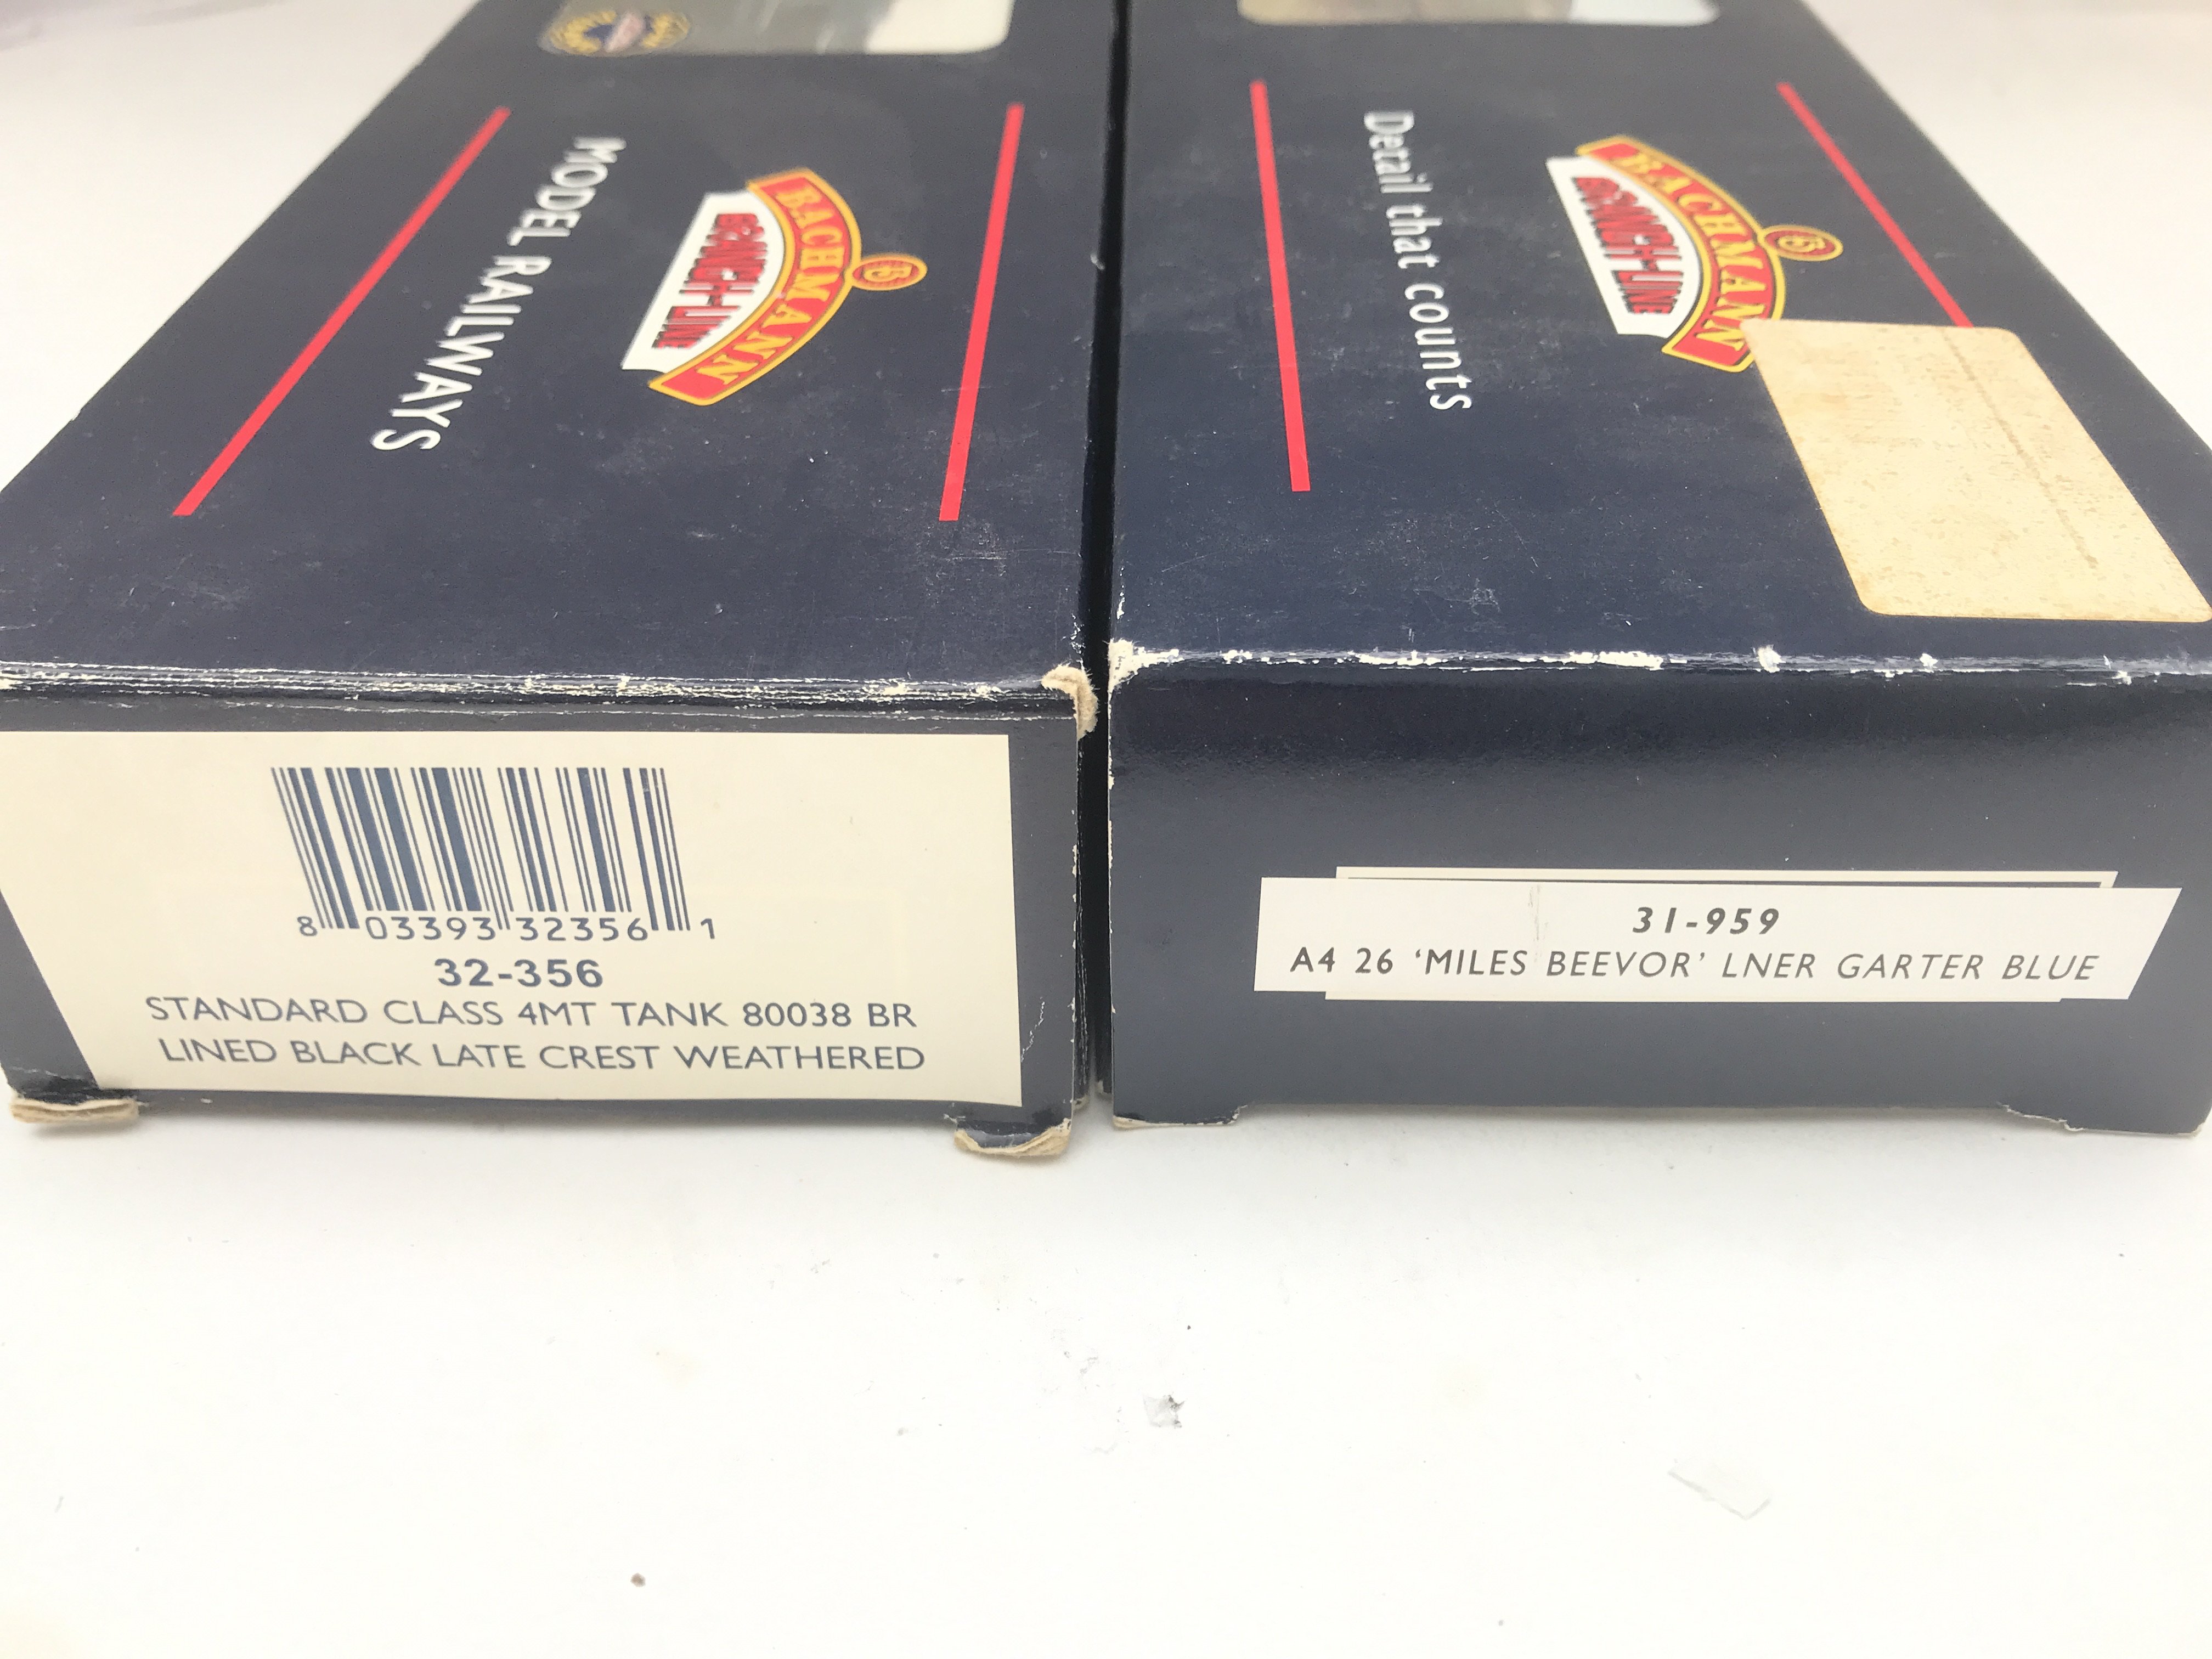 MODEL RAILWAYS
BACHMANN
BRANCH-LINE
Detail that counts
BACHMANN
BRANCH-LINE
8 03393 32356 1
32-356
STANDARD CLASS 4MT TANK 80038 BR
LINED BLACK LATE CREST WEATHERED
31-959
A4 26 ‘MILES BEEVOR’ LNER GARTER BLUE